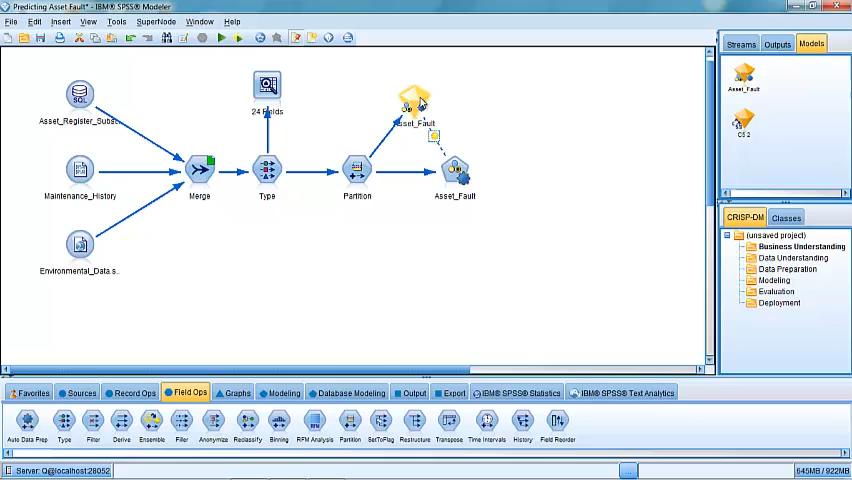 Predicting Asset Fault* - IBM® SPSS® Modeler
File Edit Insert View Tools SuperNode Window Help
SQL
Asset_Register_Subsc..
24 Fields
Asset_Fault
Maintenance_History
Merge
Type
Partition
Asset_Fault
Environmental_Data.s..
Streams Outputs Models
Asset_Fault
C5 2
CRISP-DM Classes
(unsaved project)
Business Understanding
Data Understanding
Data Preparation
Modeling
Evaluation
Deployment
Favorites Sources Record Ops Field Ops Graphs Modeling Database Modeling Output Export IBM® SPSS® Statistics IBM® SPSS® Text Analytics
Auto Data Prep Type Filter Derive Ensemble Filler Anonymize Reclassify Binning RFM Analysis Partition SetToFlag Restructure Transpose Time Intervals History Field Reorder
Server: Q@localhost:28052
...
645MB / 922MB